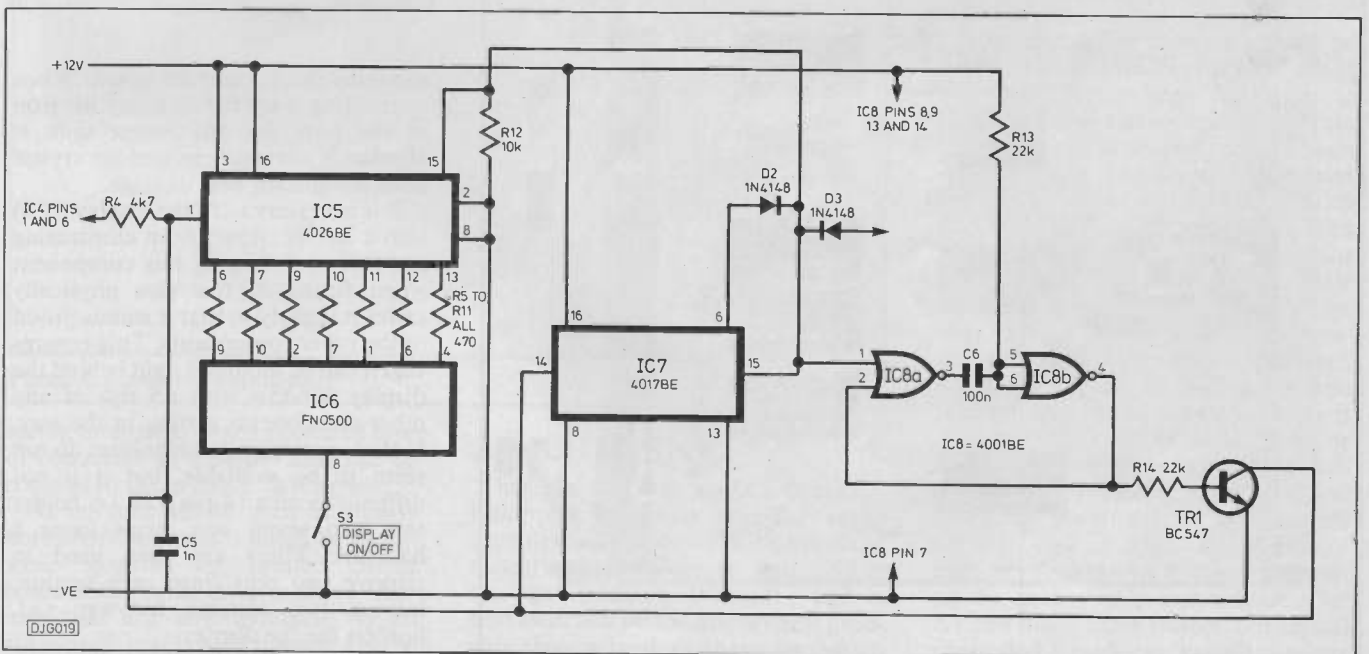 +12V
3
16
15
R12
10k
IC8 PINS 8,9
13 AND 14
R13
22k
IC4 PINS
1 AND 6
R4 4k7
1
IC5
4026BE
2
8
D2
1N4148
D3
1N4148
6
7
9
10
11
12
13
R5 TO
R11
ALL
470
9
10
2
7
1
6
4
IC6
FN0500
8
16
6
14
IC7
4017BE
15
8
13
1
2
IC8a
3
C6
100n
5
6
IC8b
4
IC8 = 4001BE
R14 22k
TR1
BC547
S3
DISPLAY
ON/OFF
C5
1n
IC8 PIN 7
-VE
DJG019